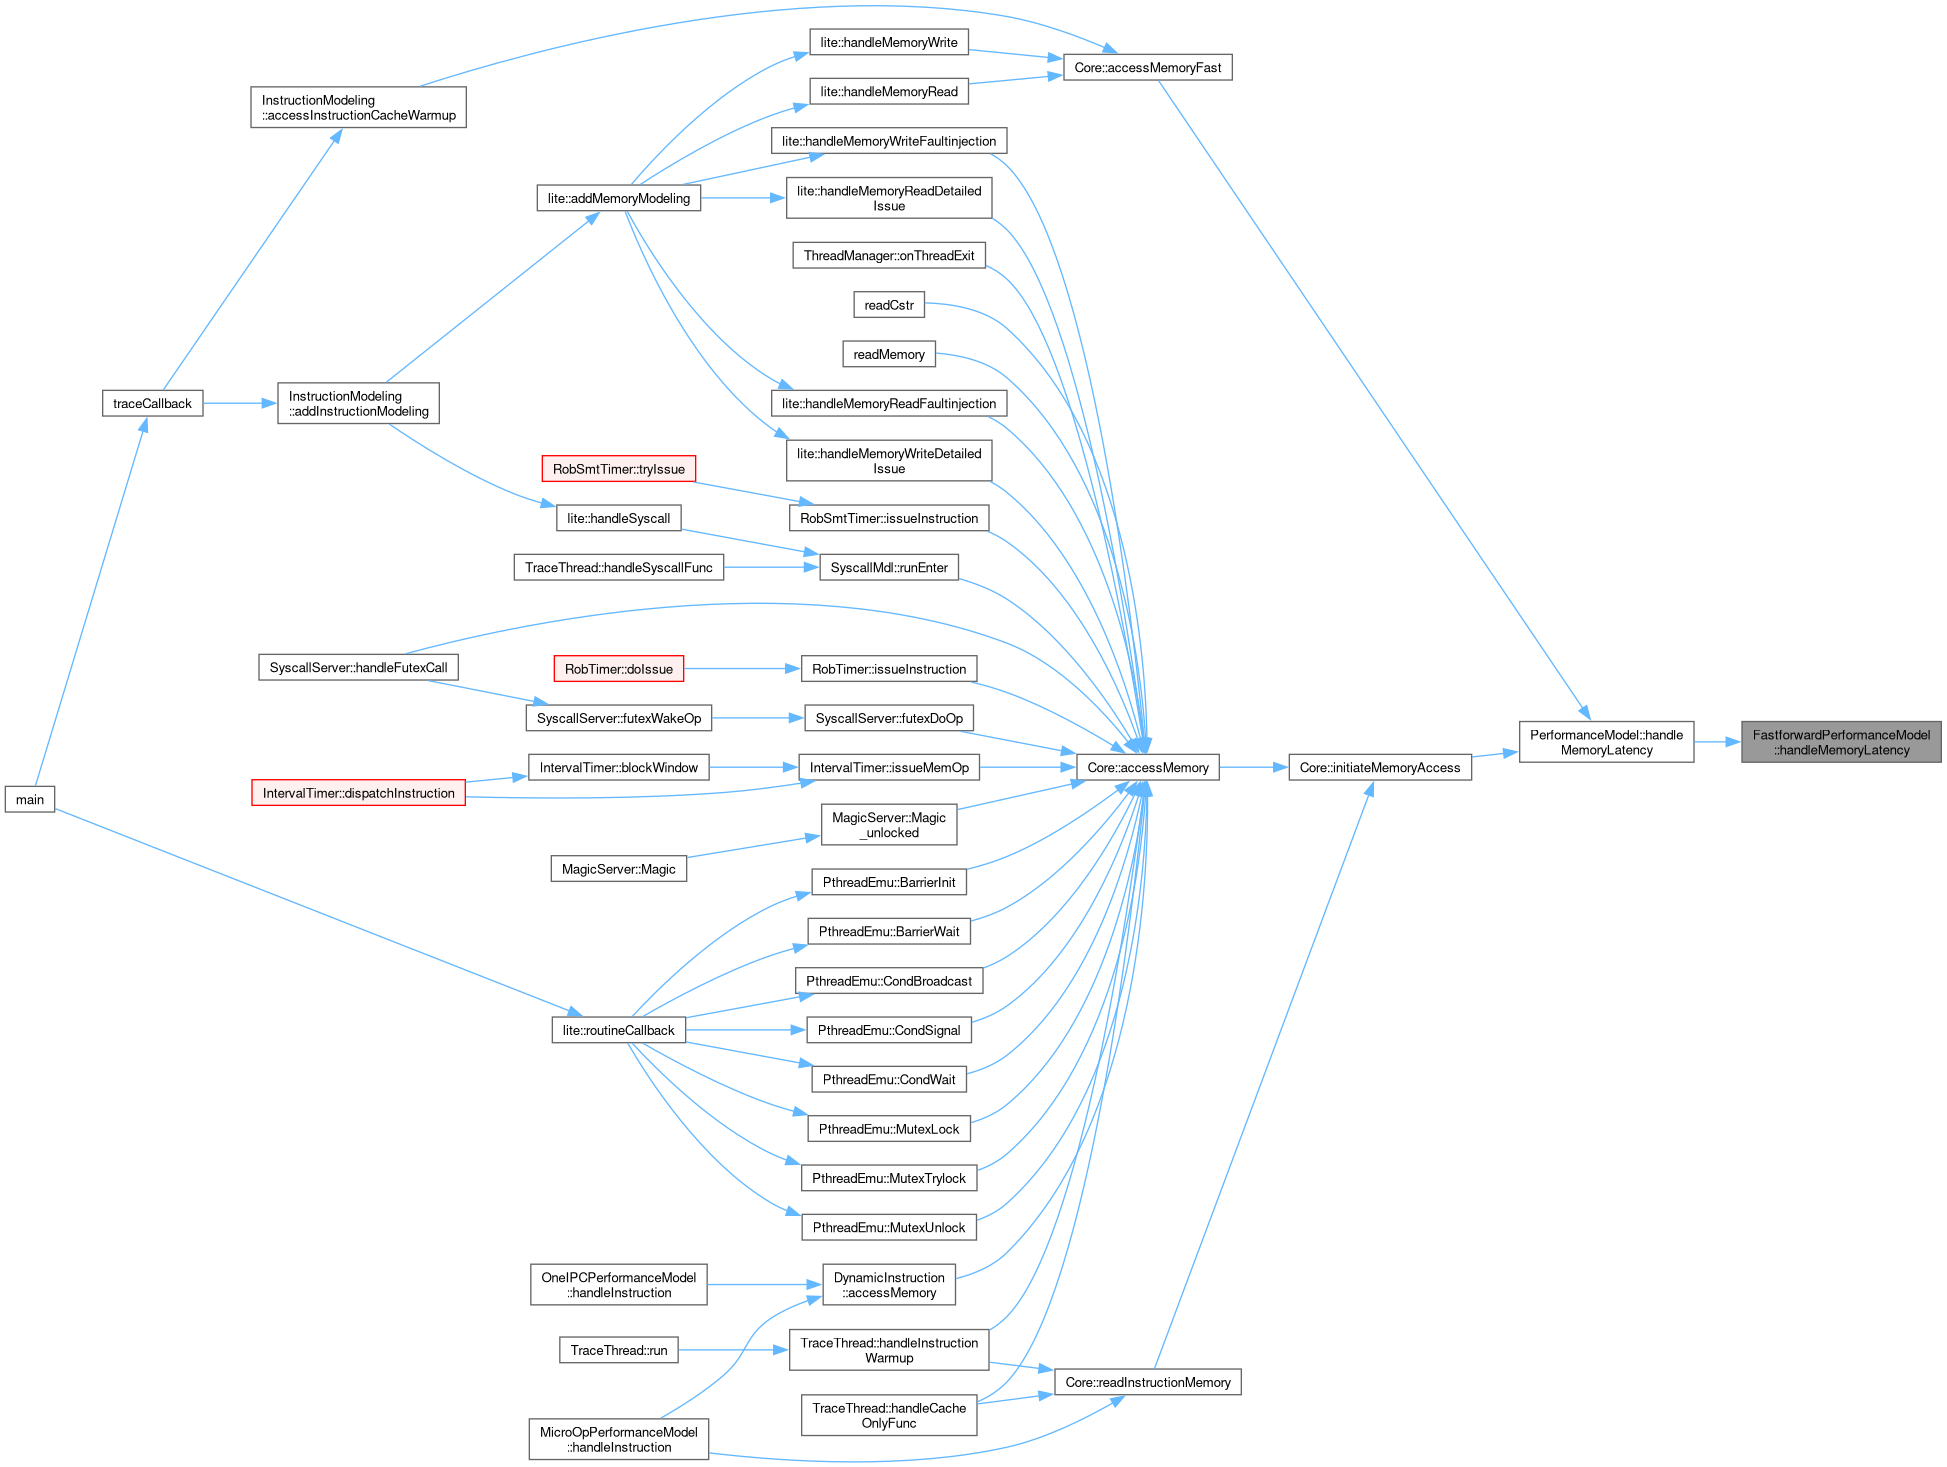 lite::handleMemoryWrite
Core::accessMemoryFast
InstructionModeling
::accessInstructionCacheWarmup
lite::handleMemoryRead
lite::handleMemoryWriteFaultinjection
lite::addMemoryModeling
lite::handleMemoryReadDetailed
Issue
ThreadManager::onThreadExit
readCstr
readMemory
traceCallback
InstructionModeling
::addInstructionModeling
lite::handleMemoryReadFaultinjection
lite::handleMemoryWriteDetailed
Issue
RobSmtTimer::tryIssue
lite::handleSyscall
RobSmtTimer::issueInstruction
TraceThread::handleSyscallFunc
SyscallMdl::runEnter
SyscallServer::handleFutexCall
RobTimer::doIssue
RobTimer::issueInstruction
SyscallServer::futexWakeOp
SyscallServer::futexDoOp
PerformanceModel::handle
MemoryLatency
FastforwardPerformanceModel
::handleMemoryLatency
IntervalTimer::blockWindow
IntervalTimer::issueMemOp
Core::accessMemory
Core::initiateMemoryAccess
main
IntervalTimer::dispatchInstruction
MagicServer::Magic
_unlocked
MagicServer::Magic
PthreadEmu::BarrierInit
PthreadEmu::BarrierWait
PthreadEmu::CondBroadcast
lite::routineCallback
PthreadEmu::CondSignal
PthreadEmu::CondWait
PthreadEmu::MutexLock
PthreadEmu::MutexTrylock
PthreadEmu::MutexUnlock
OneIPCPerformanceModel
::handleInstruction
DynamicInstruction
::accessMemory
TraceThread::run
TraceThread::handleInstruction
Warmup
Core::readInstructionMemory
TraceThread::handleCache
OnlyFunc
MicroOpPerformanceModel
::handleInstruction